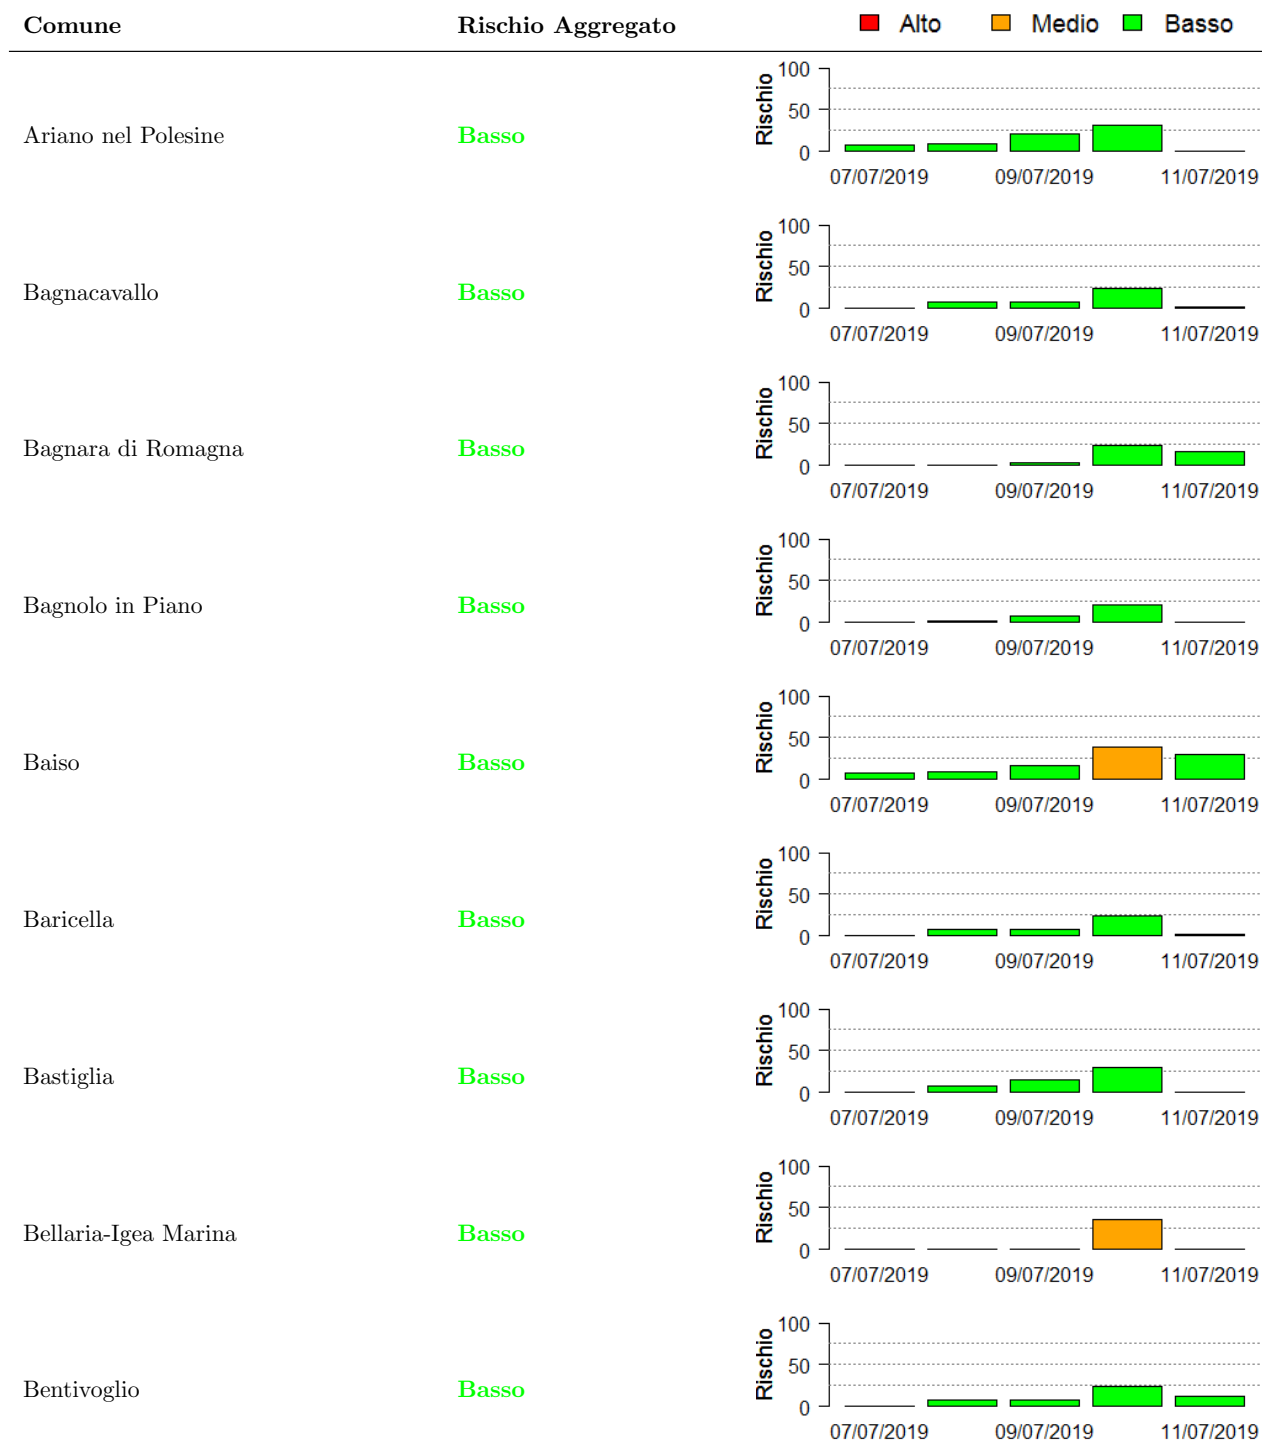 Comune Rischio Aggregato Alto Medio Basso
Ariano nel Polesine Basso Rischio 100 50 0
07/07/2019 09/07/2019 11/07/2019
Bagnacavallo Basso Rischio 100 50 0
07/07/2019 09/07/2019 11/07/2019
Bagnara di Romagna Basso Rischio 100 50 0
07/07/2019 09/07/2019 11/07/2019
Bagnolo in Piano Basso Rischio 100 50 0
07/07/2019 09/07/2019 11/07/2019
Baiso Basso Rischio 100 50 0
07/07/2019 09/07/2019 11/07/2019
Baricella Basso Rischio 100 50 0
07/07/2019 09/07/2019 11/07/2019
Bastiglia Basso Rischio 100 50 0
07/07/2019 09/07/2019 11/07/2019
Bellaria-Igea Marina Basso Rischio 100 50 0
07/07/2019 09/07/2019 11/07/2019
Bentivoglio Basso Rischio 100 50 0
07/07/2019 09/07/2019 11/07/2019